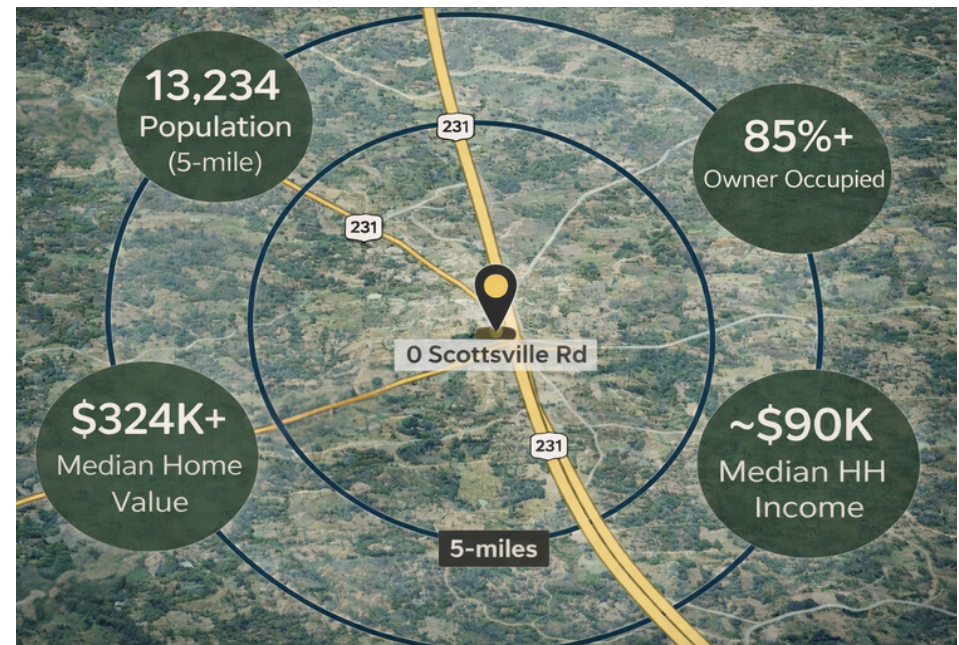 13,234
Population
(5-mile)
231
85%+
Owner Occupied
231
0 Scottsville Rd
$324K+
Median Home
Value
~$90K
Median HH
Income
231
5-miles